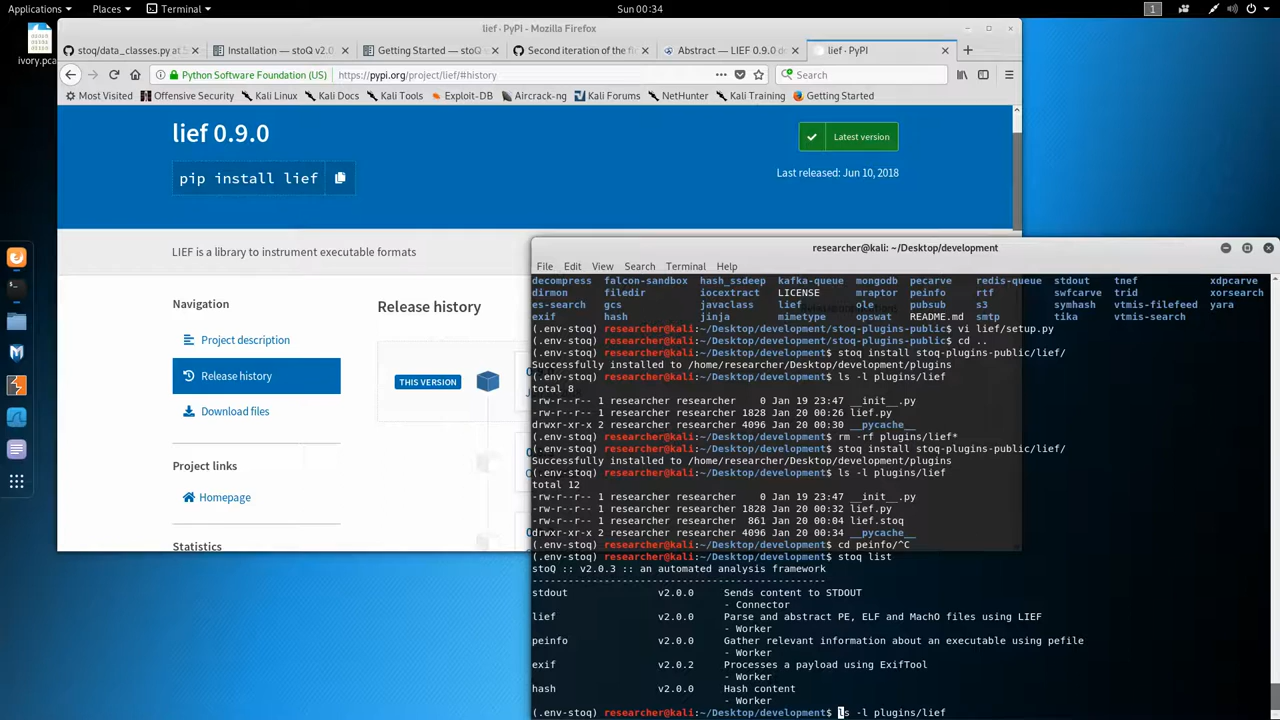 Applications
Places
Terminal
Sun 00:34
1
ivory.pca
lief · PyPI - Mozilla Firefox
stoq/data_classes.py at S
Installation — stoQ v2.0
Getting Started — stoQ
Second iteration of the fi
Abstract — LIEF 0.9.0 d
lief · PyPI
Python Software Foundation (US)
https://pypi.org/project/lief/#history
Search
Most Visited
Offensive Security
Kali Linux
Kali Docs
Kali Tools
Exploit-DB
Aircrack-ng
Kali Forums
NetHunter
Kali Training
Getting Started
lief 0.9.0
Latest version
pip install lief
Last released: Jun 10, 2018
LIEF is a library to instrument executable formats
Navigation
Project description
Release history
Download files
Project links
Homepage
Statistics
Release history
THIS VERSION
researcher@kali: ~/Desktop/development
File Edit View Search Terminal Help
decompress falcon-sandbox hash_ssdeep kafka-queue mongodb pecarve redis-queue stdout tnef xdpcarve
dirmon filedir iocextract LICENSE mraptor peinfo rtf swfcarve trid xorsearch
es-search gcs javaclass lief ole pubsub s3 symhash vtmis-filefeed yara
exif hash jinja mimetype opswat README.md smtp tika vtmis-search
(.env-stoq) researcher@kali:~/Desktop/development/stoq-plugins-public$ vi lief/setup.py
(.env-stoq) researcher@kali:~/Desktop/development/stoq-plugins-public$ cd ..
(.env-stoq) researcher@kali:~/Desktop/development$ stoq install stoq-plugins-public/lief/
Successfully installed to /home/researcher/Desktop/development/plugins
(.env-stoq) researcher@kali:~/Desktop/development$ ls -l plugins/lief
total 8
-rw-r--r-- 1 researcher researcher    0 Jan 19 23:47 __init__.py
-rw-r--r-- 1 researcher researcher 1828 Jan 20 00:26 lief.py
drwxr-xr-x 2 researcher researcher 4096 Jan 20 00:30 __pycache__
(.env-stoq) researcher@kali:~/Desktop/development$ rm -rf plugins/lief*
(.env-stoq) researcher@kali:~/Desktop/development$ stoq install stoq-plugins-public/lief/
Successfully installed to /home/researcher/Desktop/development/plugins
(.env-stoq) researcher@kali:~/Desktop/development$ ls -l plugins/lief
total 12
-rw-r--r-- 1 researcher researcher    0 Jan 19 23:47 __init__.py
-rw-r--r-- 1 researcher researcher 1828 Jan 20 00:32 lief.py
-rw-r--r-- 1 researcher researcher  861 Jan 20 00:04 lief.stoq
drwxr-xr-x 2 researcher researcher 4096 Jan 20 00:34 __pycache__
(.env-stoq) researcher@kali:~/Desktop/development$ cd peinfo/^C
(.env-stoq) researcher@kali:~/Desktop/development$ stoq list
stoQ :: v2.0.3 :: an automated analysis framework
-------------------------------------------------
stdout v2.0.0 Sends content to STDOUT
- Connector
lief v2.0.0 Parse and abstract PE, ELF and MachO files using LIEF
- Worker
peinfo v2.0.0 Gather relevant information about an executable using pefile
- Worker
exif v2.0.2 Processes a payload using ExifTool
- Worker
hash v2.0.0 Hash content
- Worker
(.env-stoq) researcher@kali:~/Desktop/development$ ls -l plugins/lief